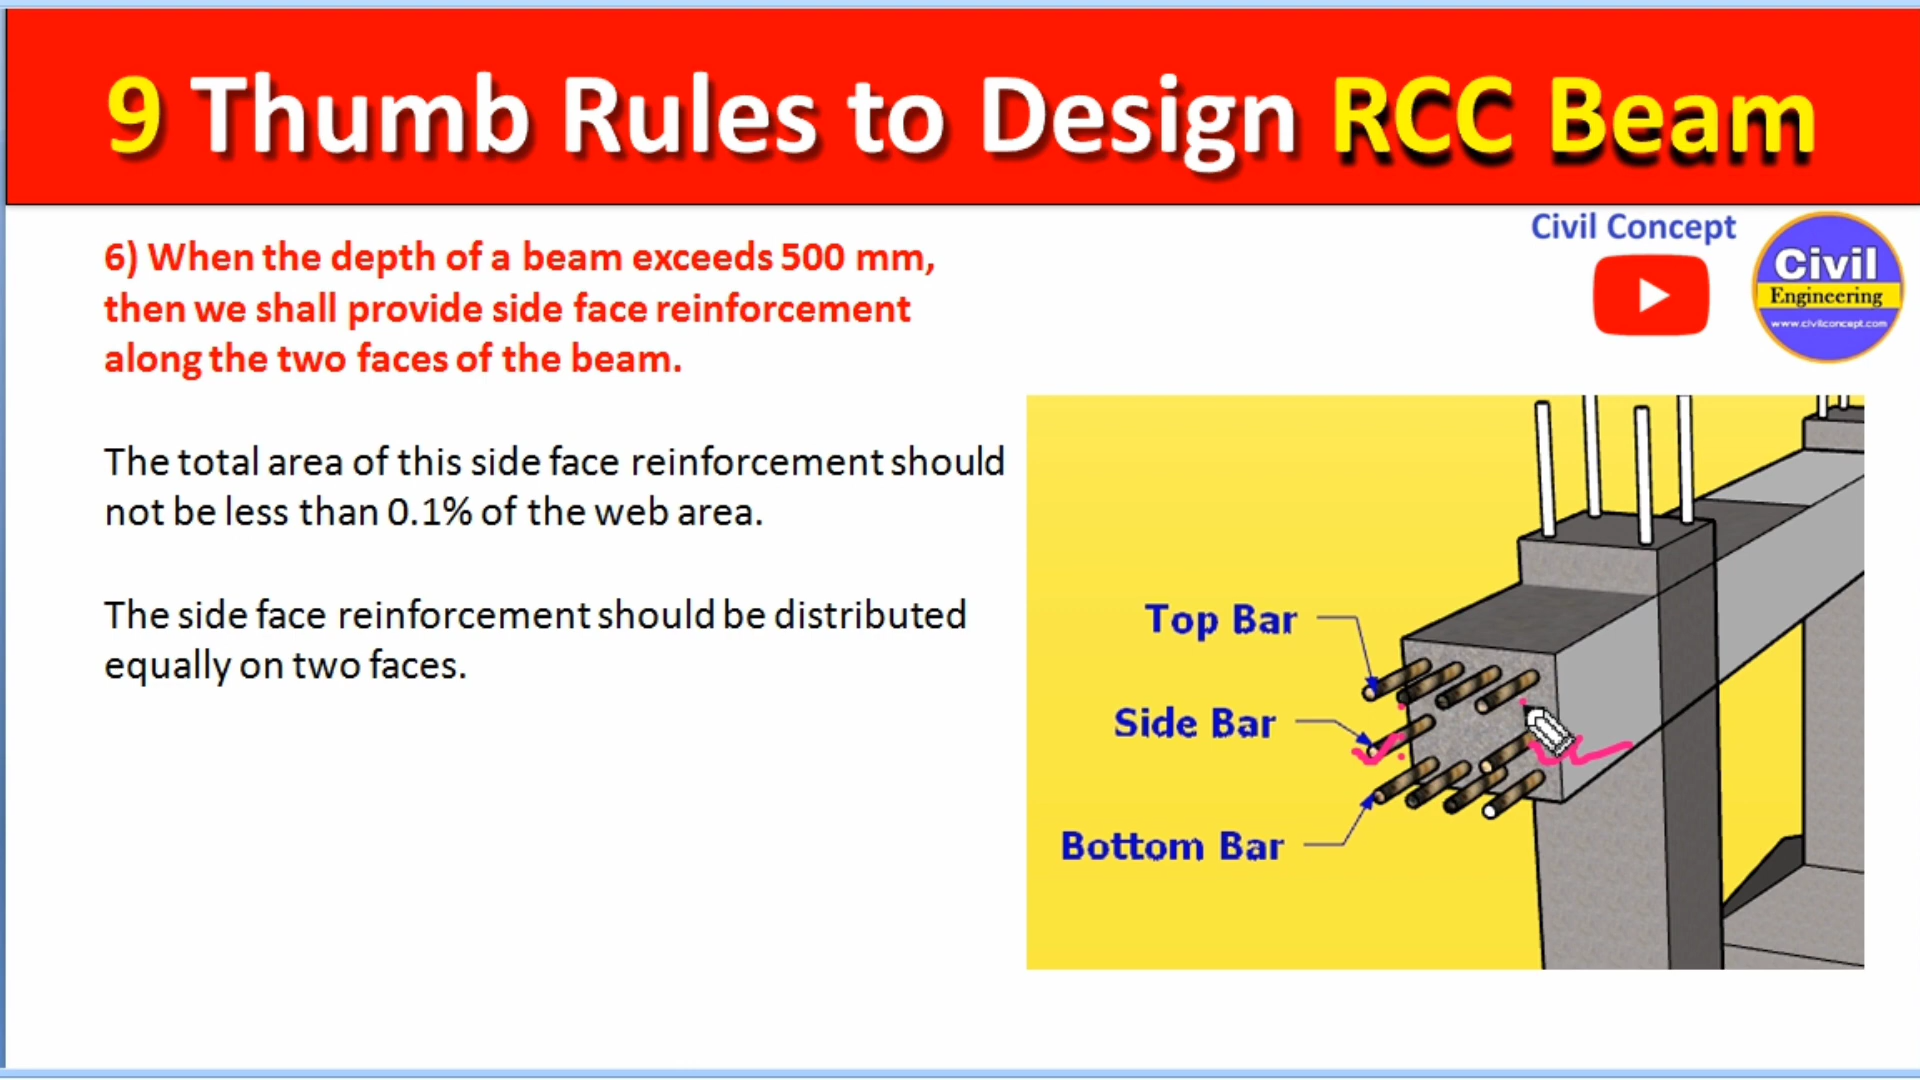 9 Thumb Rules to Design RCC Beam
Civil Concept
Civil
Engineering
www.civilconcept.com
6) When the depth of a beam exceeds 500 mm,
then we shall provide side face reinforcement
along the two faces of the beam.
The total area of this side face reinforcement should
not be less than 0.1% of the web area.
The side face reinforcement should be distributed
equally on two faces.
Top Bar
Side Bar
Bottom Bar